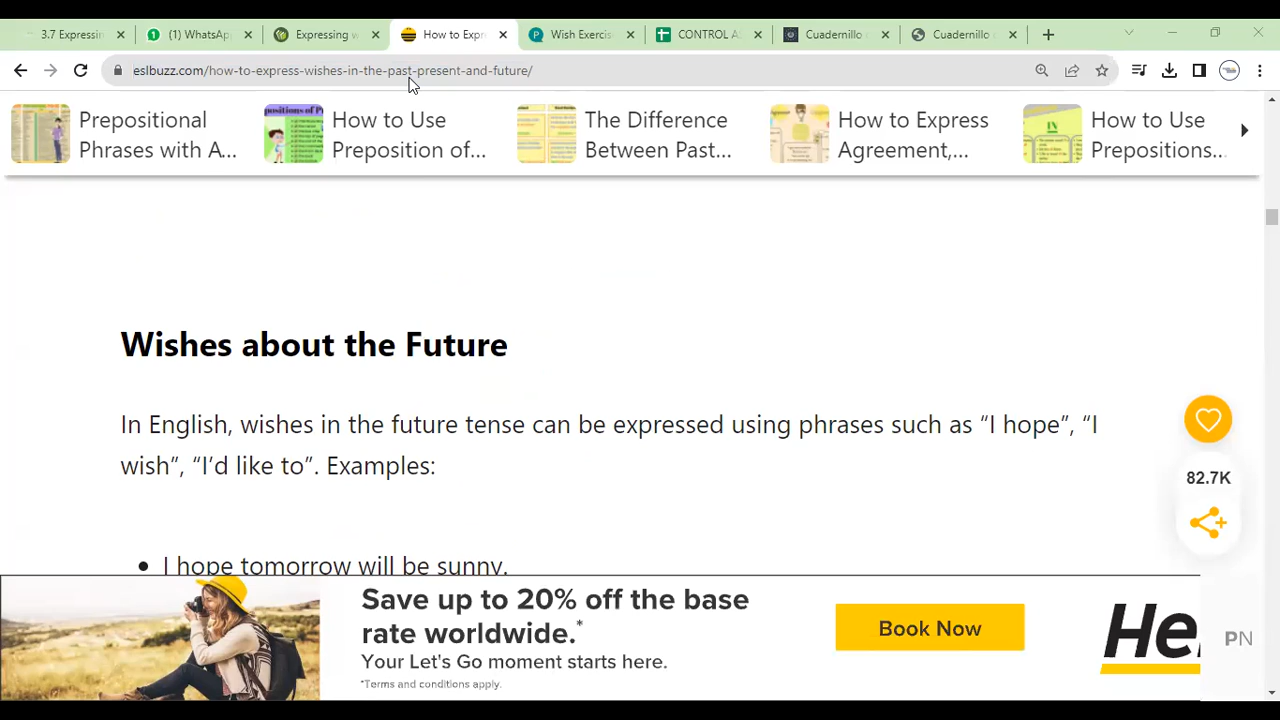 3.7 Expressin
(1) WhatsAp
Expressing w
How to Expr
Wish Exercis
CONTROL A
Cuadernillo
Cuadernillo
eslbuzz.com/how-to-express-wishes-in-the-past-present-and-future/
Prepositional
Phrases with A...
How to Use
Preposition of...
The Difference
Between Past...
How to Express
Agreement,...
How to Use
Prepositions...
Wishes about the Future
In English, wishes in the future tense can be expressed using phrases such as “I hope”, “I
wish”, “I’d like to”. Examples:
82.7K
• I hope tomorrow will be sunny.
Save up to 20% off the base
rate worldwide.*
Your Let's Go moment starts here.
*Terms and conditions apply.
Book Now
He
PN